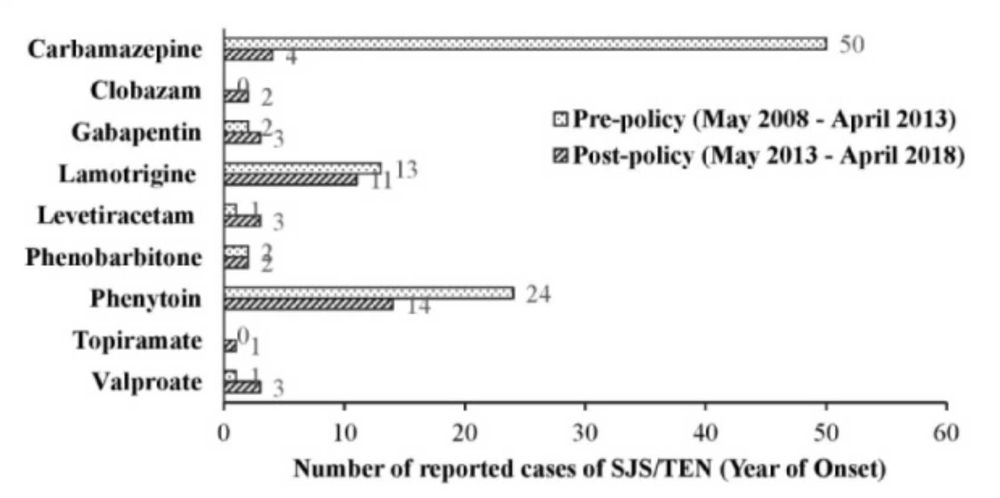 Carbamazepine 50
4
Clobazam 0
2
Gabapentin 2
3
Lamotrigine 13
11
Levetiracetam 1
3
Phenobarbitone 2
2
Phenytoin 24
14
Topiramate 0
1
Valproate 1
3
Pre-policy (May 2008 - April 2013)
Post-policy (May 2013 - April 2018)
0 10 20 30 40 50 60
Number of reported cases of SJS/TEN (Year of Onset)